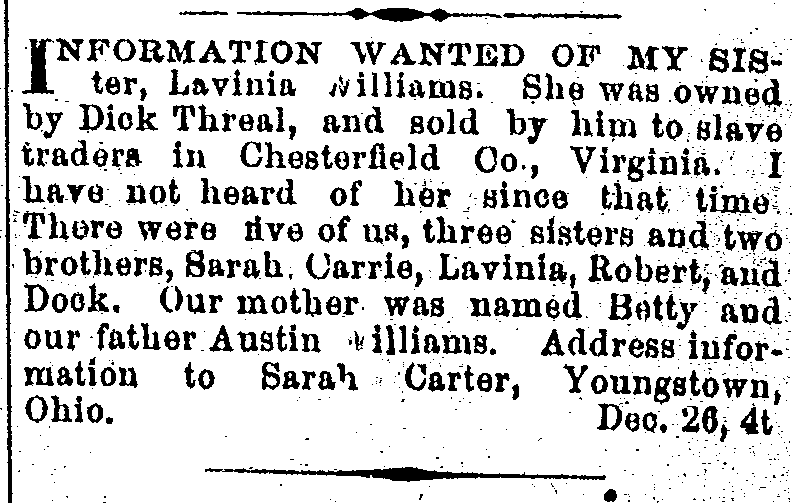 INFORMATION WANTED OF MY SIS-
ter, Lavinia Williams. She was owned
by Dick Threal, and sold by him to slave
traders in Chesterfield Co., Virginia. I
have not heard of her since that time.
There were five of us, three sisters and two
brothers, Sarah, Carrie, Lavinia, Robert, and
Dock. Our mother was named Betty and
our father Austin Williams. Address infor-
mation to Sarah Carter, Youngstown,
Ohio. Dec. 26, 4t